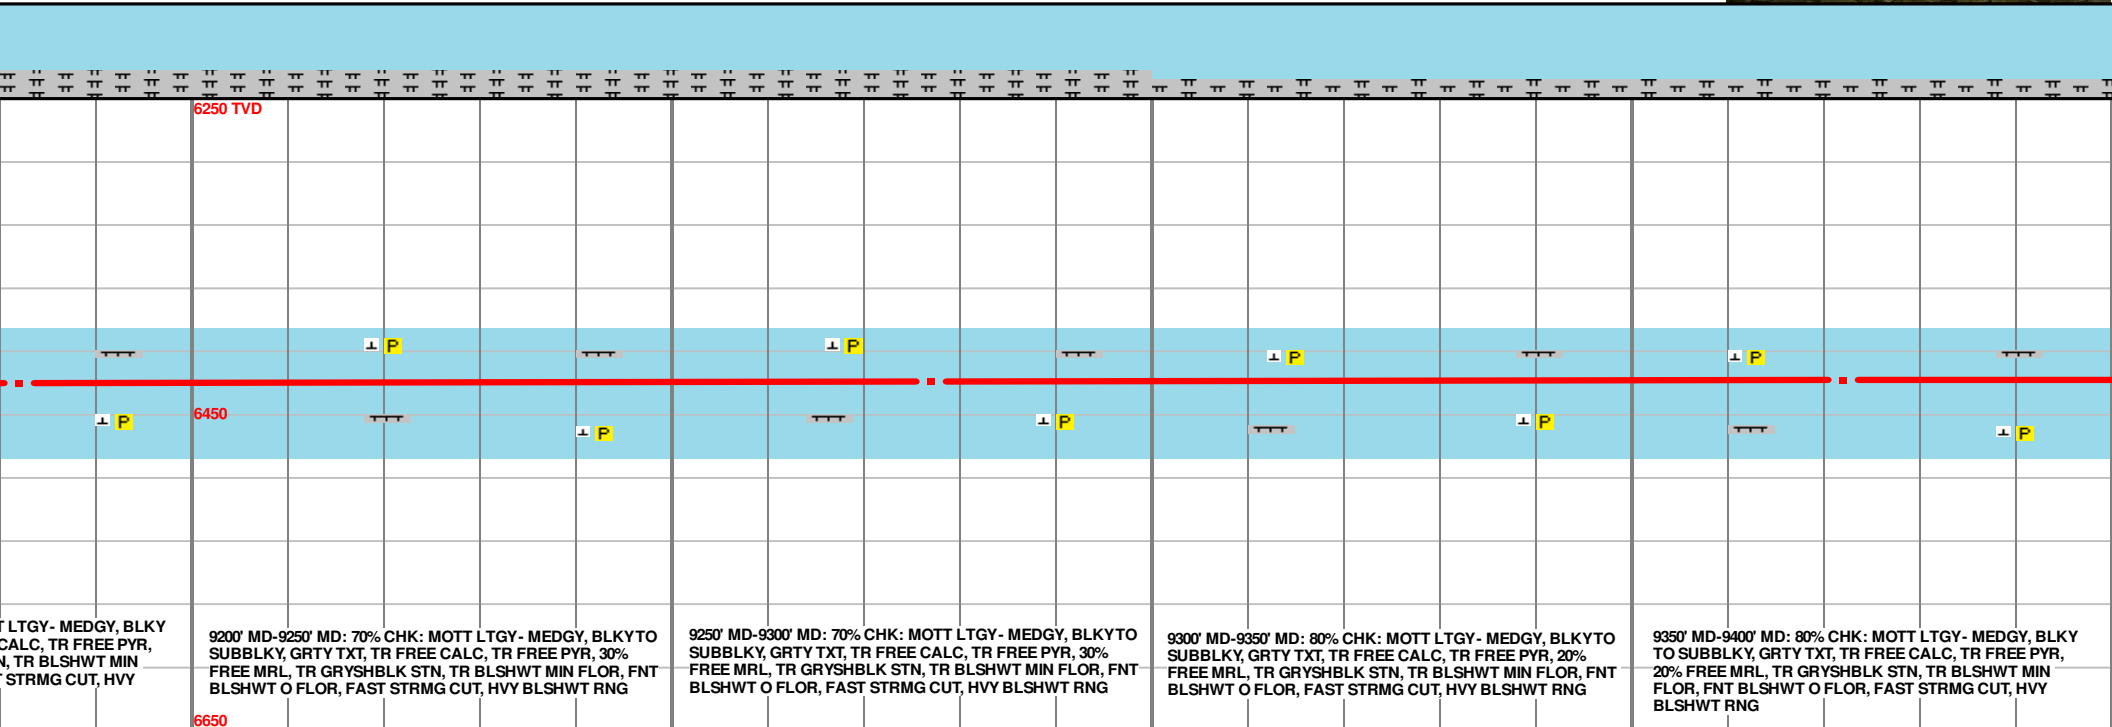 6250 TVD
P
P
P
P
6450
P
P
P
P
P
T LTGY- MEDGY, BLKY
CALC, TR FREE PYR,
N, TR BLSHWT MIN
T STRMG CUT, HVY
9200' MD-9250' MD: 70% CHK: MOTT LTGY- MEDGY, BLKY TO
SUBBLKY, GRTY TXT, TR FREE CALC, TR FREE PYR, 30%
FREE MRL, TR GRYSHBLK STN, TR BLSHWT MIN FLOR, FNT
BLSHWT O FLOR, FAST STRMG CUT, HVY BLSHWT RNG
9250' MD-9300' MD: 70% CHK: MOTT LTGY- MEDGY, BLKY TO
SUBBLKY, GRTY TXT, TR FREE CALC, TR FREE PYR, 30%
FREE MRL, TR GRYSHBLK STN, TR BLSHWT MIN FLOR, FNT
BLSHWT O FLOR, FAST STRMG CUT, HVY BLSHWT RNG
9300' MD-9350' MD: 80% CHK: MOTT LTGY- MEDGY, BLKY TO
SUBBLKY, GRTY TXT, TR FREE CALC, TR FREE PYR, 20%
FREE MRL, TR GRYSHBLK STN, TR BLSHWT MIN FLOR, FNT
BLSHWT O FLOR, FAST STRMG CUT, HVY BLSHWT RNG
9350' MD-9400' MD: 80% CHK: MOTT LTGY- MEDGY, BLKY
TO SUBBLKY, GRTY TXT, TR FREE CALC, TR FREE PYR,
20% FREE MRL, TR GRYSHBLK STN, TR BLSHWT MIN
FLOR, FNT BLSHWT O FLOR, FAST STRMG CUT, HVY
BLSHWT RNG
6650